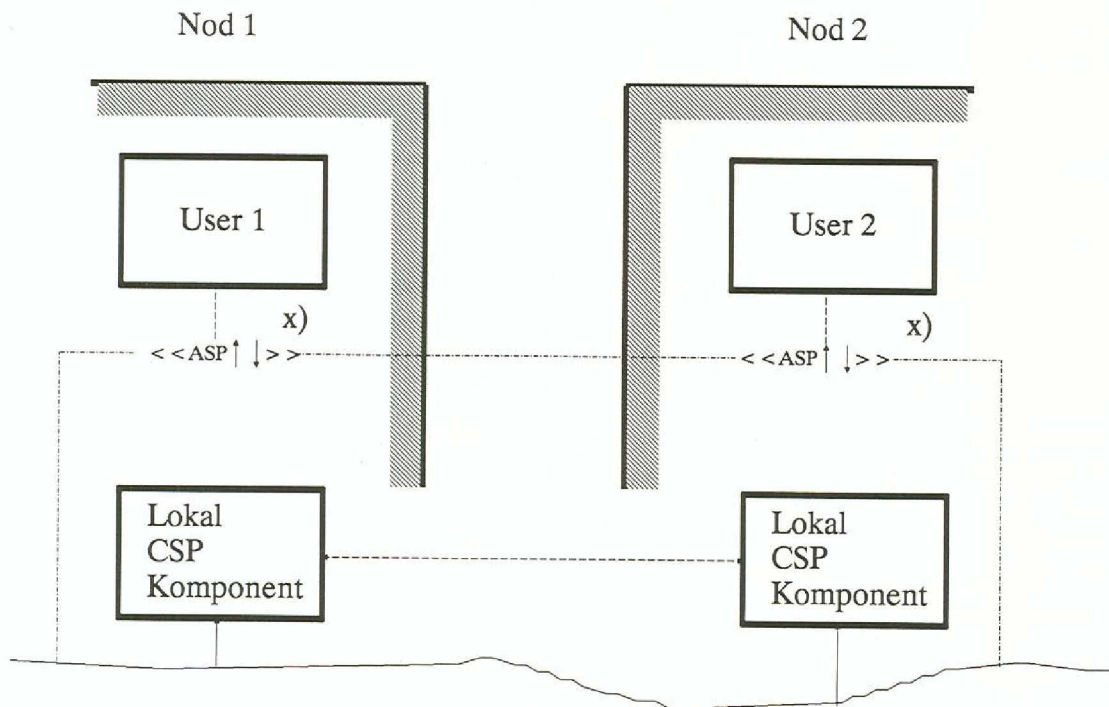 Nod 1
Nod 2
User 1
User 2
x)
x)
< < ASP ↑ ↓ > >
< < ASP ↑ ↓ > >
Lokal
CSP
Komponent
Lokal
CSP
Komponent